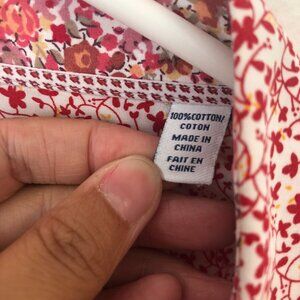 100%COTTON/
COTON
MADE IN
CHINA
FAIT EN
CHINE